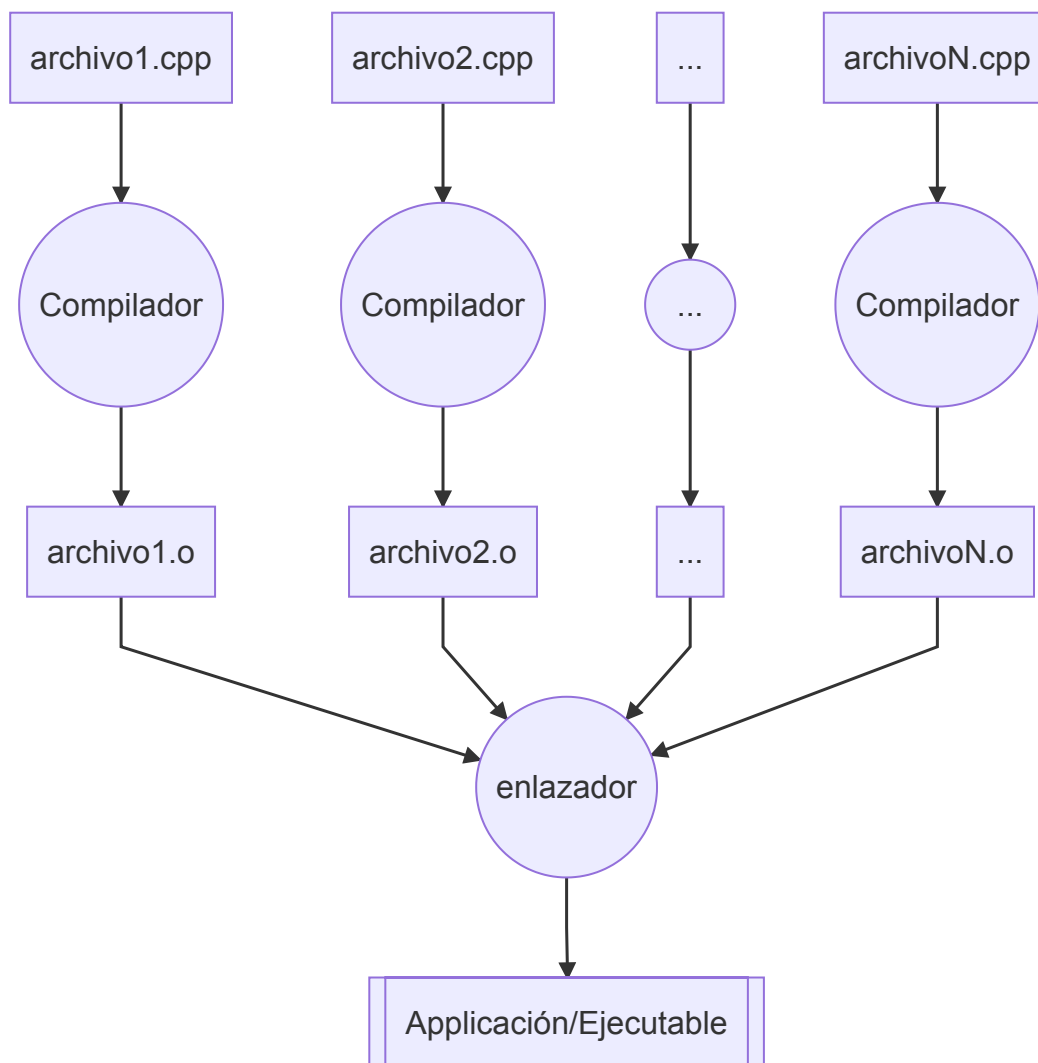 archivo1.cpp
archivo2.cpp
...
archivoN.cpp
Compilador
Compilador
...
Compilador
archivo1.o
archivo2.o
...
archivoN.o
enlazador
Applicación/Ejecutable